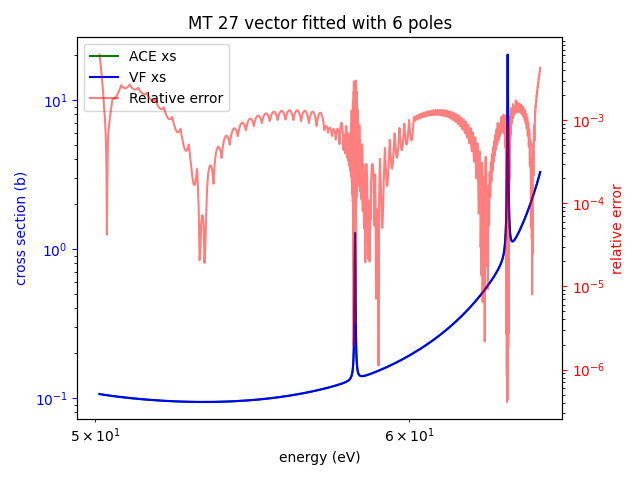 MT 27 vector fitted with 6 poles
ACE xs
VF xs
Relative error
10¹
10⁰
10⁻¹
cross section (b)
10⁻³
10⁻⁴
10⁻⁵
10⁻⁶
relative error
5 × 10¹
6 × 10¹
energy (eV)